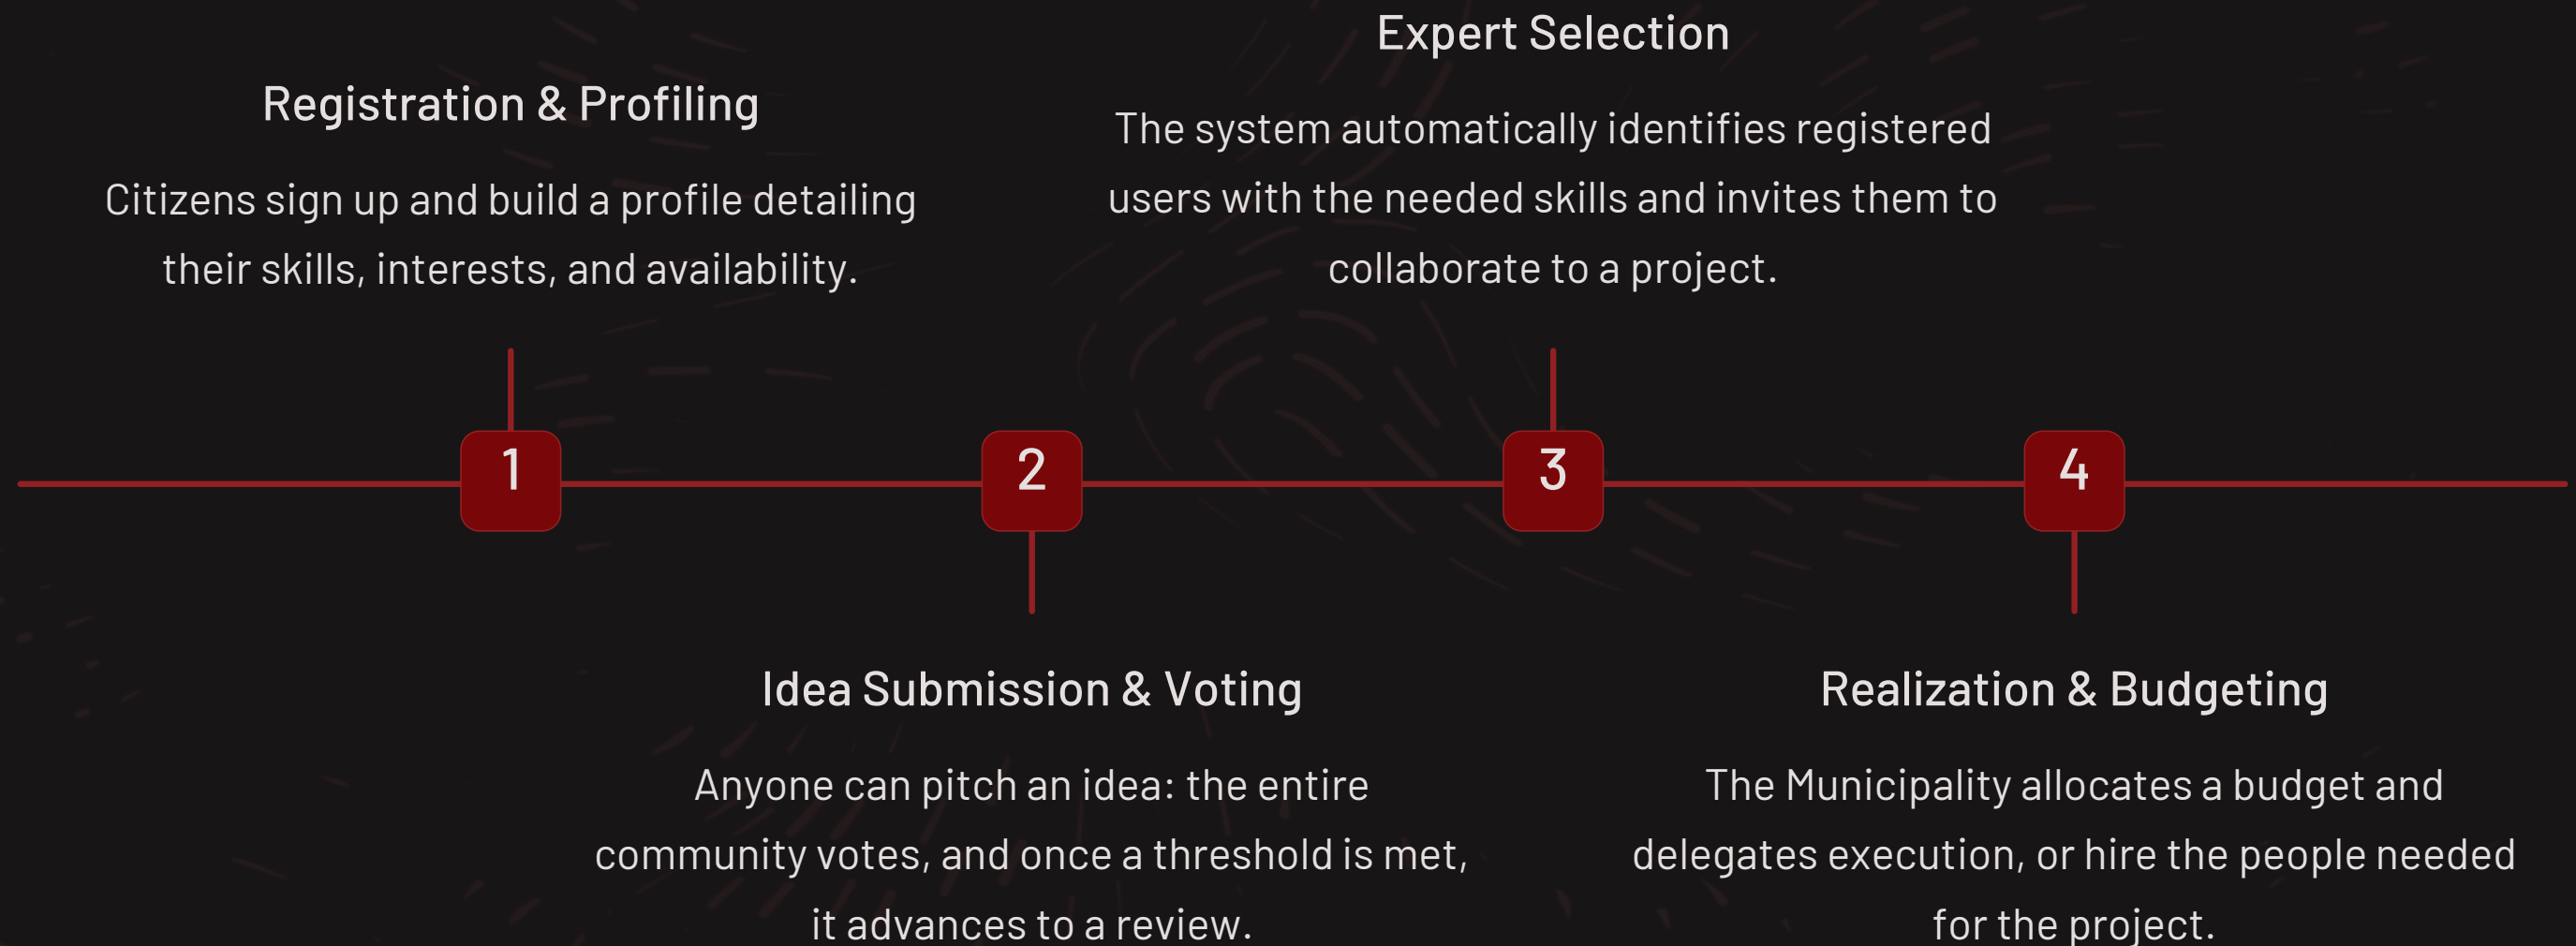 Registration & Profiling
Citizens sign up and build a profile detailing
their skills, interests, and availability.
1
2
Idea Submission & Voting
Anyone can pitch an idea: the entire
community votes, and once a threshold is met,
it advances to a review.
Expert Selection
The system automatically identifies registered
users with the needed skills and invites them to
collaborate to a project.
3
4
Realization & Budgeting
The Municipality allocates a budget and
delegates execution, or hire the people needed
for the project.